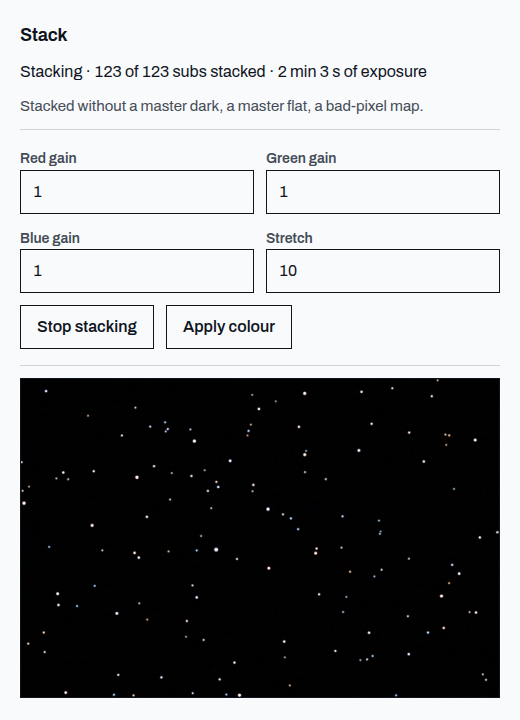 Stack
Stacking · 123 of 123 subs stacked · 2 min 3 s of exposure
Stacked without a master dark, a master flat, a bad-pixel map.
Red gain
Green gain
1
1
Blue gain
Stretch
1
10
Stop stacking
Apply colour